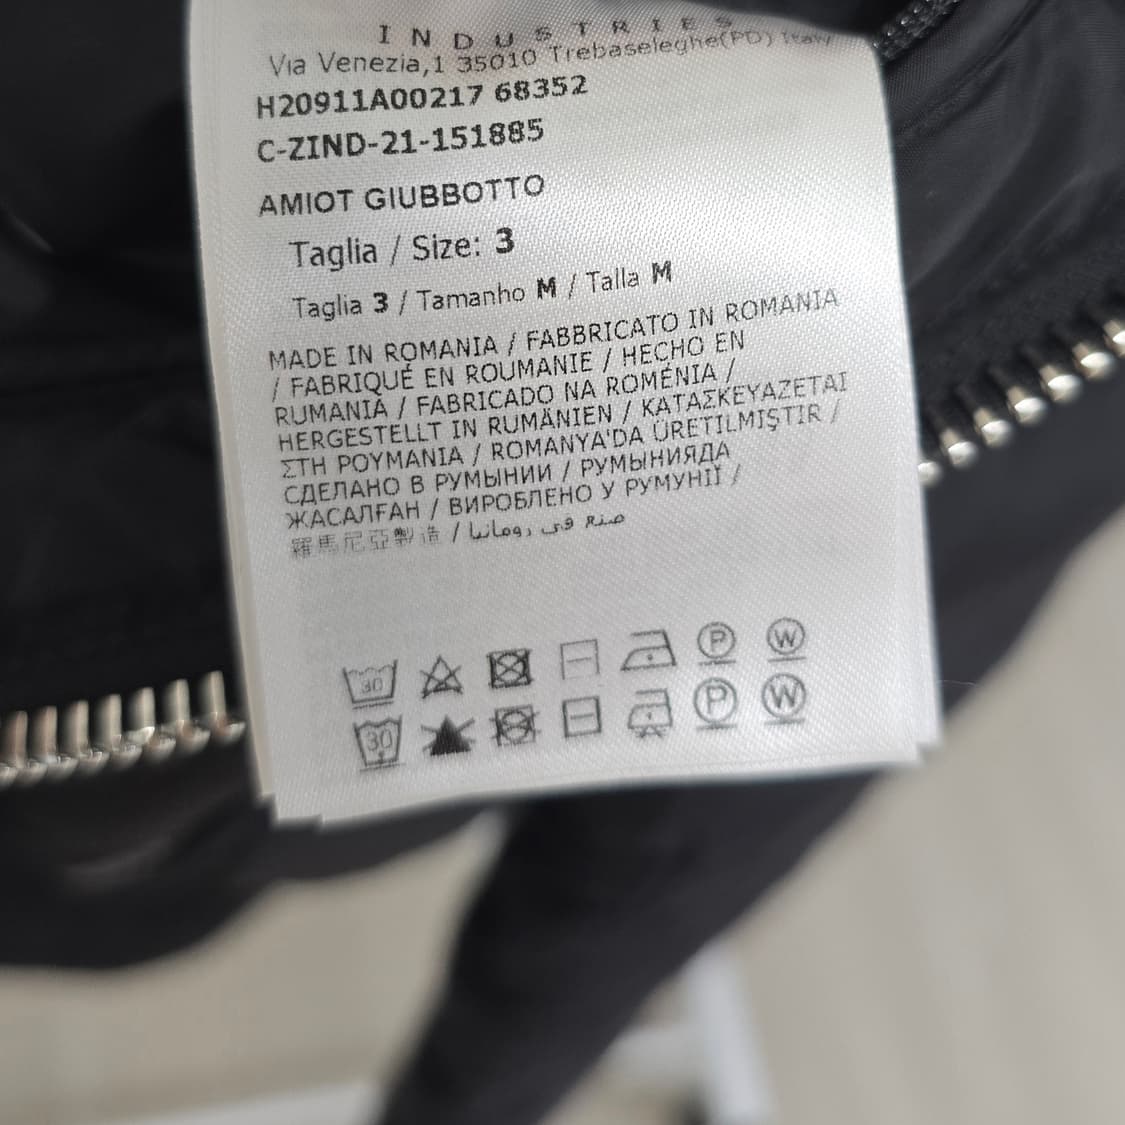 INDUSTRIES
Via Venezia,1 35010 Trebaseleghe(PD) Italy
H20911A00217 68352
C-ZIND-21-151885
AMIOT GIUBBOTTO
Taglia / Size: 3
Taglia 3 / Tamanho M / Talla M
MADE IN ROMANIA / FABBRICATO IN ROMANIA
/ FABRIQUÉ EN ROUMANIE / HECHO EN
RUMANIA / FABRICADO NA ROMÉNIA /
HERGESTELLT IN RUMÄNIEN / ΚΑΤΑΣΚΕΥΑΖΕΤΑΙ
ΣΤΗ ΡΟΥΜΑΝΙΑ / ROMANYA'DA ÜRETILMIŞTIR /
СДЕЛАНО В РУМЫНИИ / РУМЫНИЯДА
ЖАСАЛҒАН / ВИРОБЛЕНО У РУМУНІЇ /
羅馬尼亞製造 / صنع في رومانيا
30 P W
30 P W